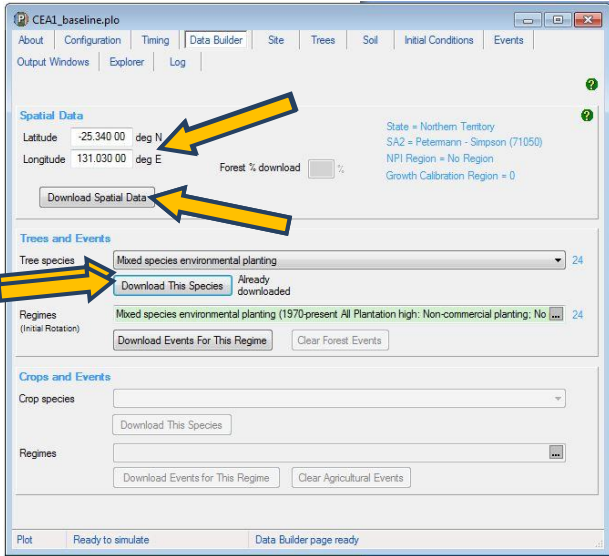 CEA1_baseline.plo
About Configuration Timing Data Builder Site Trees Soil Initial Conditions Events
Output Windows Explorer Log
Spatial Data
Latitude -25.340 00 deg N
Longitude 131.030 00 deg E
Forest % download %
State = Northern Territory
SA2 = Petermann - Simpson (71050)
NPI Region = No Region
Growth Calibration Region = 0
Download Spatial Data
Trees and Events
Tree species Mixed species environmental planting 24
Download This Species Already
downloaded
Regimes Mixed species environmental planting (1970-present All Plantation high: Non-commercial planting; No ... 24
(Initial Rotation)
Download Events For This Regime Clear Forest Events
Crops and Events
Crop species
Download This Species
Regimes ...
Download Events for This Regime Clear Agricultural Events
Plot Ready to simulate Data Builder page ready